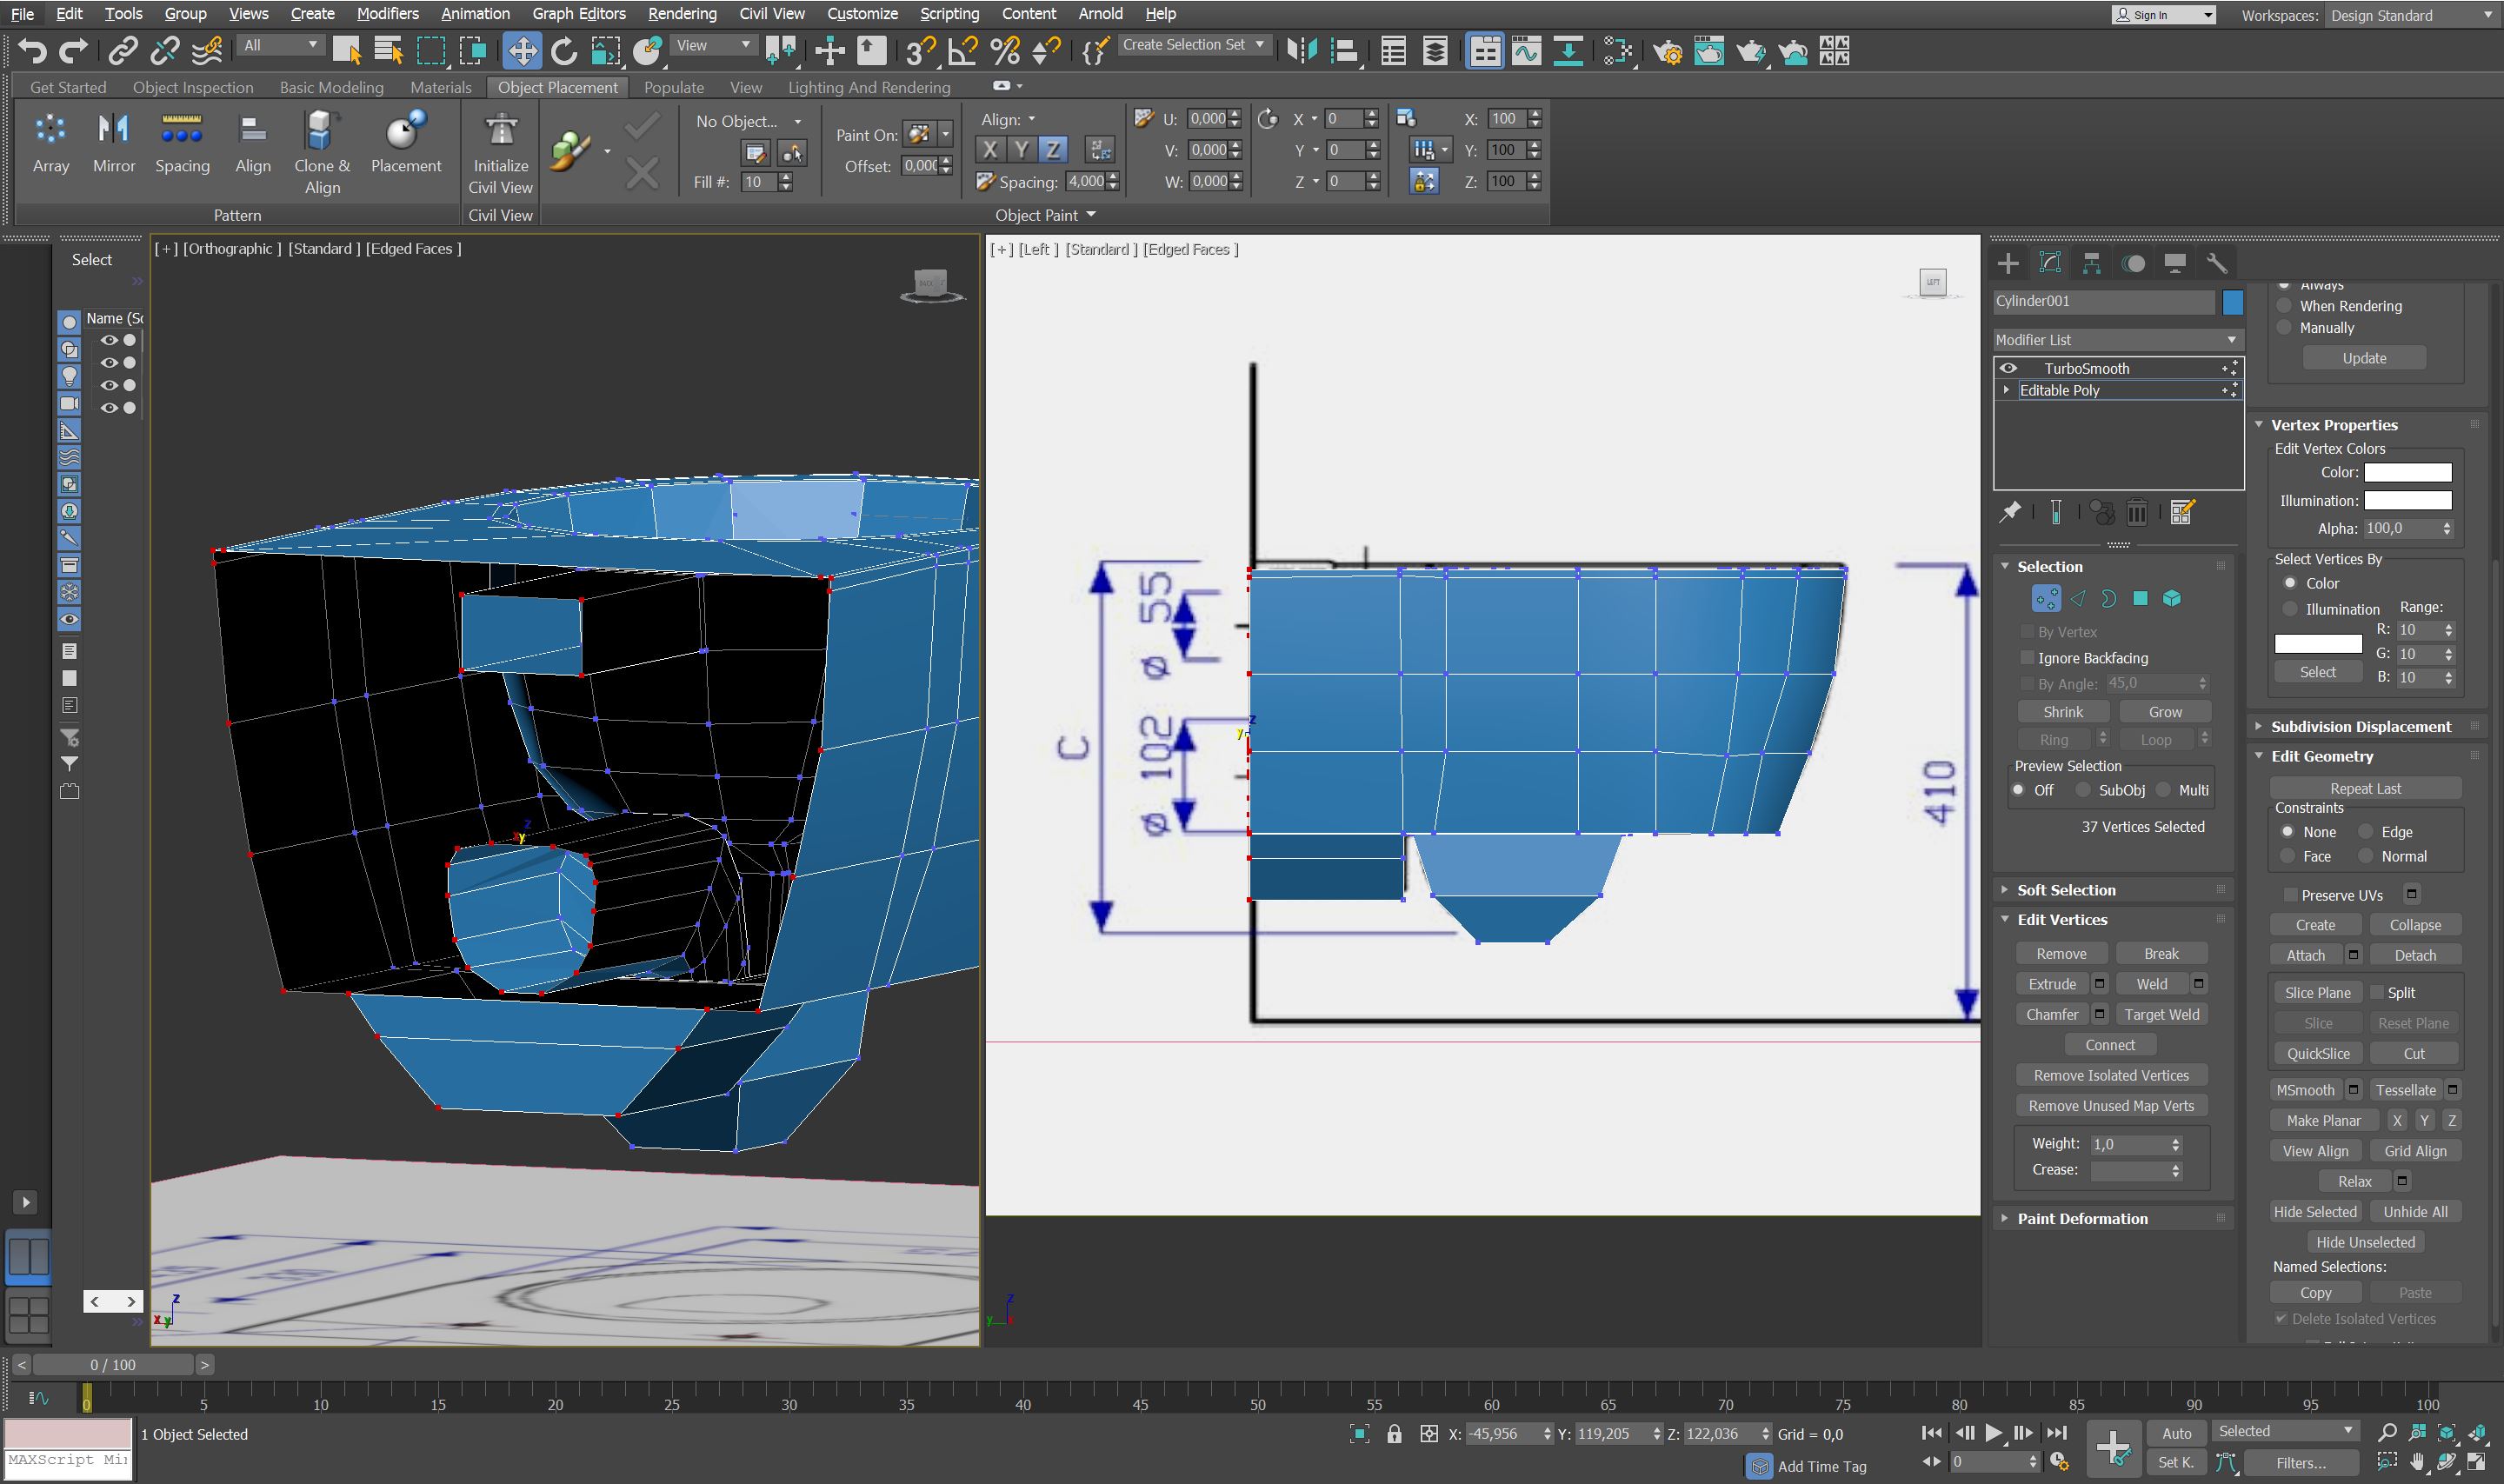 File Edit Tools Group Views Create Modifiers Animation Graph Editors Rendering Civil View Customize Scripting Content Arnold Help
Sign In
Workspaces: Design Standard
All
View
Create Selection Set
Get Started Object Inspection Basic Modeling Materials Object Placement Populate View Lighting And Rendering
Array
Mirror
Spacing
Align
Clone &
Align
Placement
Pattern
Initialize
Civil View
Civil View
No Object...
Fill #: 10
Paint On:
Offset: 0,000
Align:
X Y Z
Spacing: 4,000
U: 0,000
V: 0,000
W: 0,000
X 0
Y 0
Z 0
X: 100
Y: 100
Z: 100
Object Paint
Select
Name (Sc
[+] [Orthographic ] [Standard ] [Edged Faces ]
[+] [Left ] [Standard ] [Edged Faces ]
BACK
LEFT
ø 55
ø 102
C
410
z
y
z
x y
z
x y
z
y x
Cylinder001
Modifier List
TurboSmooth
Editable Poly
Selection
By Vertex
Ignore Backfacing
By Angle: 45,0
Shrink Grow
Ring Loop
Preview Selection
Off SubObj Multi
37 Vertices Selected
Soft Selection
Edit Vertices
Remove Break
Extrude Weld
Chamfer Target Weld
Connect
Remove Isolated Vertices
Remove Unused Map Verts
Weight: 1,0
Crease:
Paint Deformation
Always
When Rendering
Manually
Update
Vertex Properties
Edit Vertex Colors
Color:
Illumination:
Alpha: 100,0
Select Vertices By
Color
Illumination Range:
R: 10
G: 10
Select B: 10
Subdivision Displacement
Edit Geometry
Repeat Last
Constraints
None Edge
Face Normal
Preserve UVs
Create Collapse
Attach Detach
Slice Plane Split
Slice Reset Plane
QuickSlice Cut
MSmooth Tessellate
Make Planar X Y Z
View Align Grid Align
Relax
Hide Selected Unhide All
Hide Unselected
Named Selections:
Copy Paste
Delete Isolated Vertices
< 0 / 100 >
0 5 10 15 20 25 30 35 40 45 50 55 60 65 70 75 80 85 90 95 100
1 Object Selected
MAXScript Mi
X: -45,956 Y: 119,205 Z: 122,036 Grid = 0,0
Add Time Tag
0
Auto Selected
Set K. Filters...